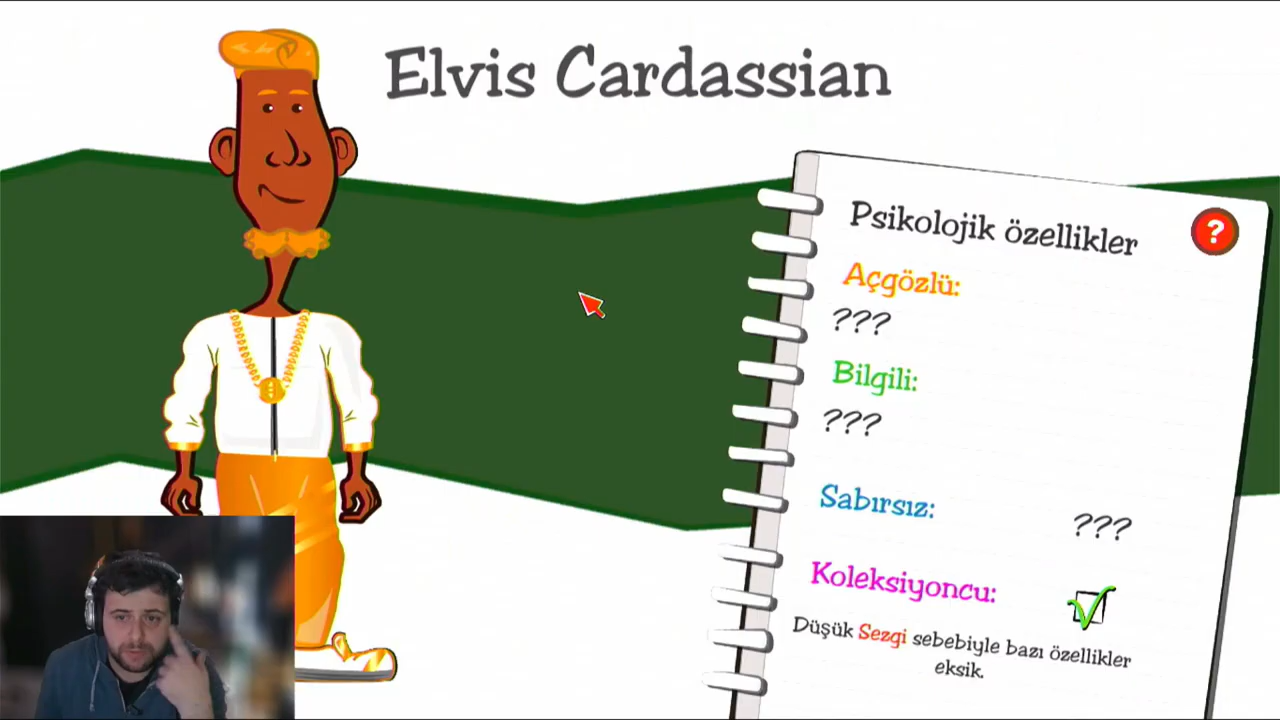 Elvis Cardassian
Psikolojik özellikler
?
Açgözlü:
???
Bilgili:
???
Sabırsız: ???
Koleksiyoncu:
Düşük Sezgi sebebiyle bazı özellikler
eksik.